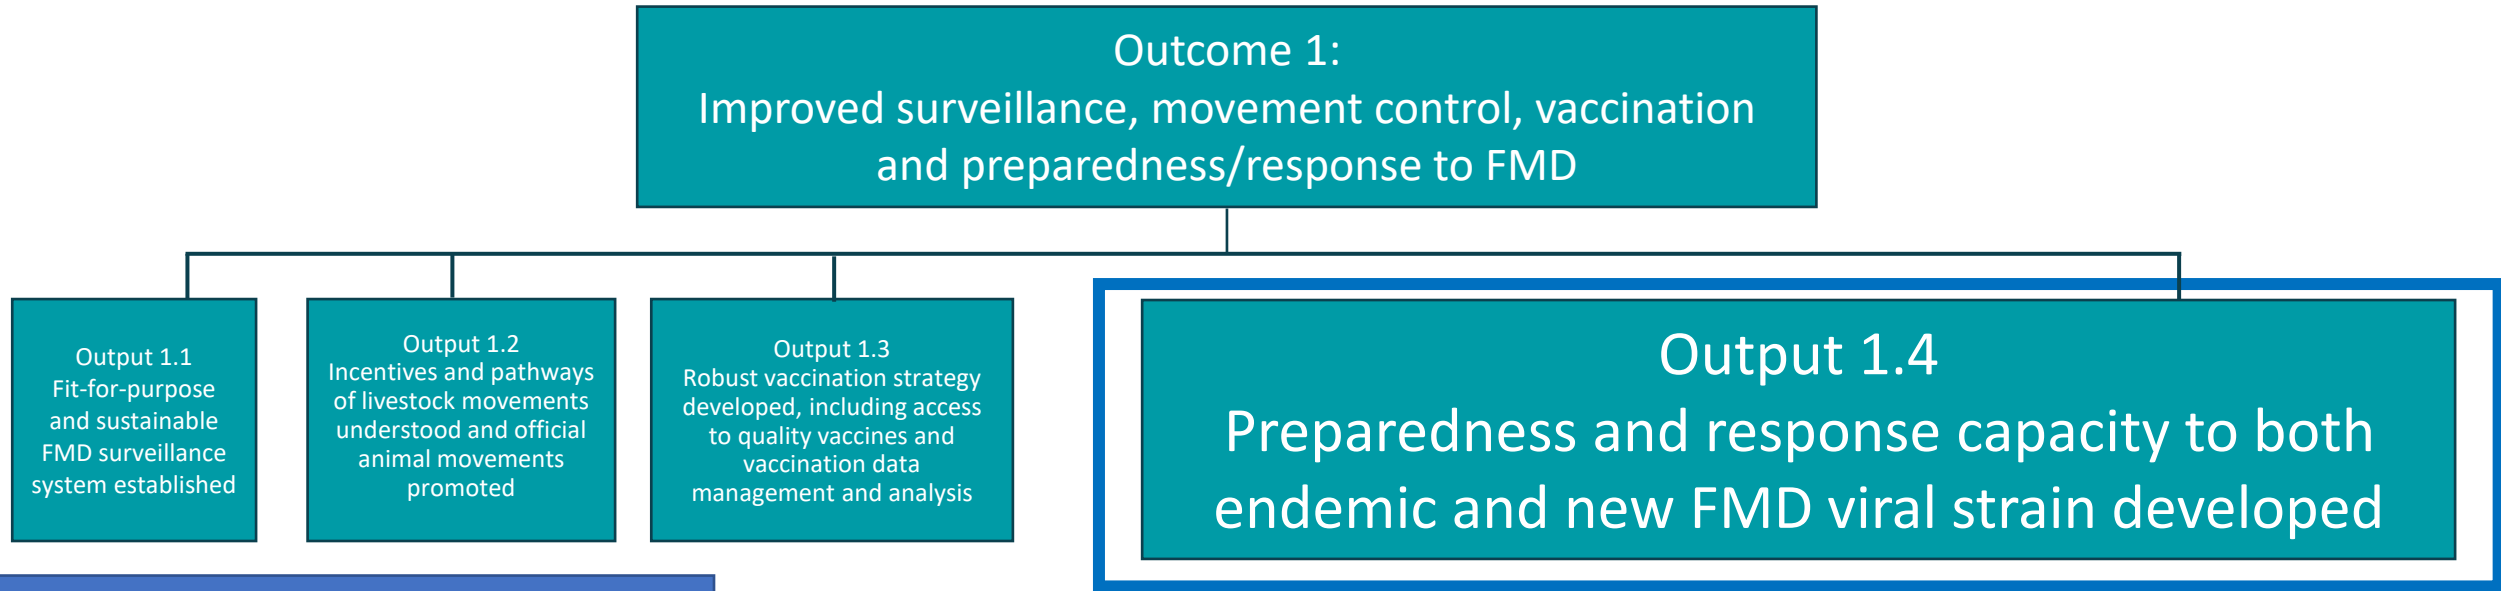 Outcome 1:
Improved surveillance, movement control, vaccination
and preparedness/response to FMD
Output 1.1
Fit-for-purpose
and sustainable
FMD surveillance
system established
Output 1.2
Incentives and pathways
of livestock movements
understood and official
animal movements
promoted
Output 1.3
Robust vaccination strategy
developed, including access
to quality vaccines and
vaccination data
management and analysis
Output 1.4
Preparedness and response capacity to both
endemic and new FMD viral strain developed